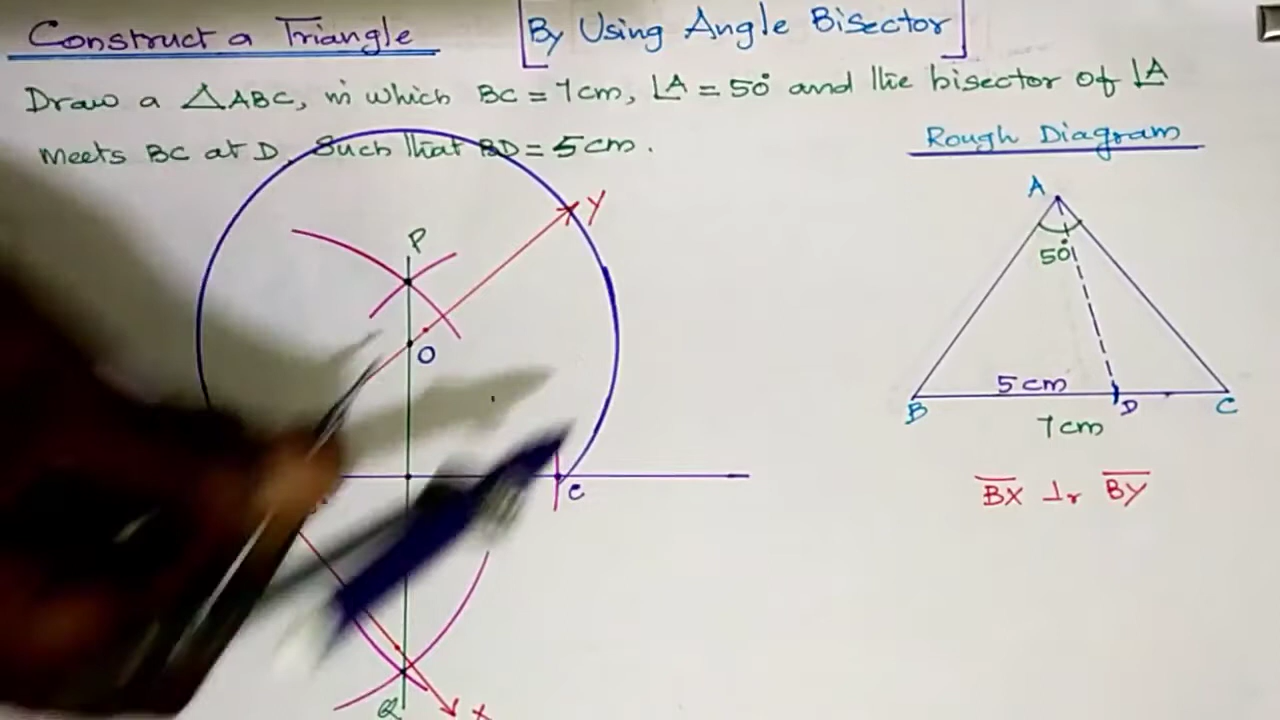 Construct a Triangle [By Using Angle Bisector]
Draw a △ABC, in which BC = 7cm, ∠A = 50° and the bisector of ∠A
meets BC at D. Such that BD = 5cm.
Rough Diagram
A
50°
5cm
B D C
7cm
BX ⊥r BY
P
Y
O
C
Q
X